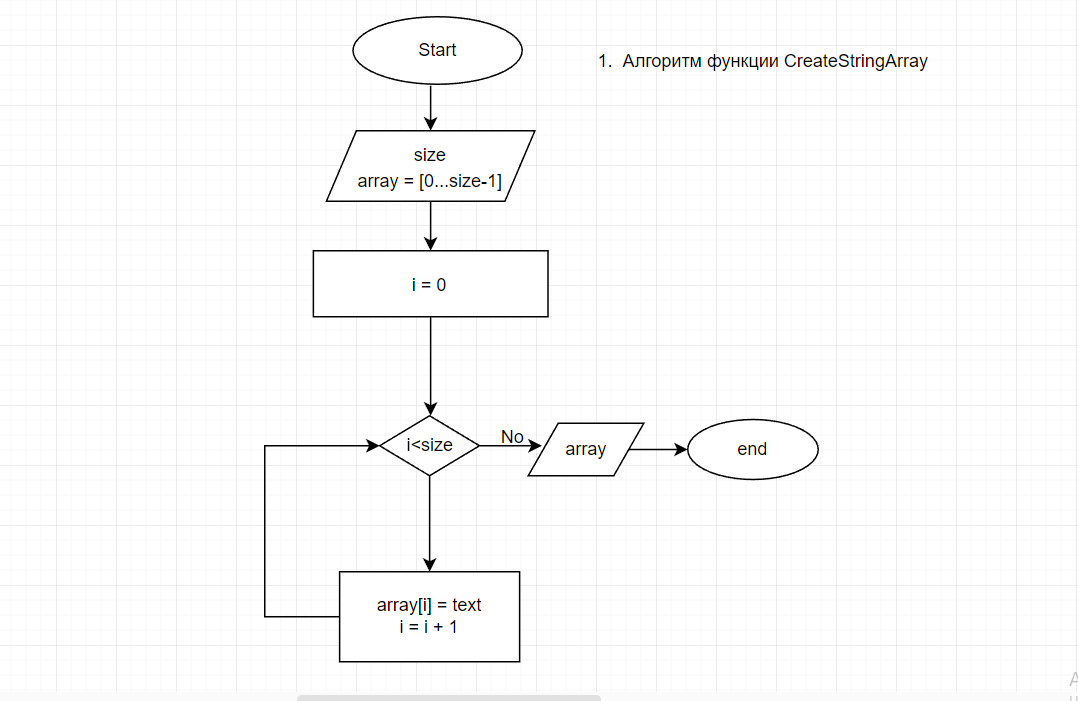 Start
1. Алгоритм функции CreateStringArray
size
array = [0...size-1]
i = 0
i<size
No
array
end
array[i] = text
i = i + 1